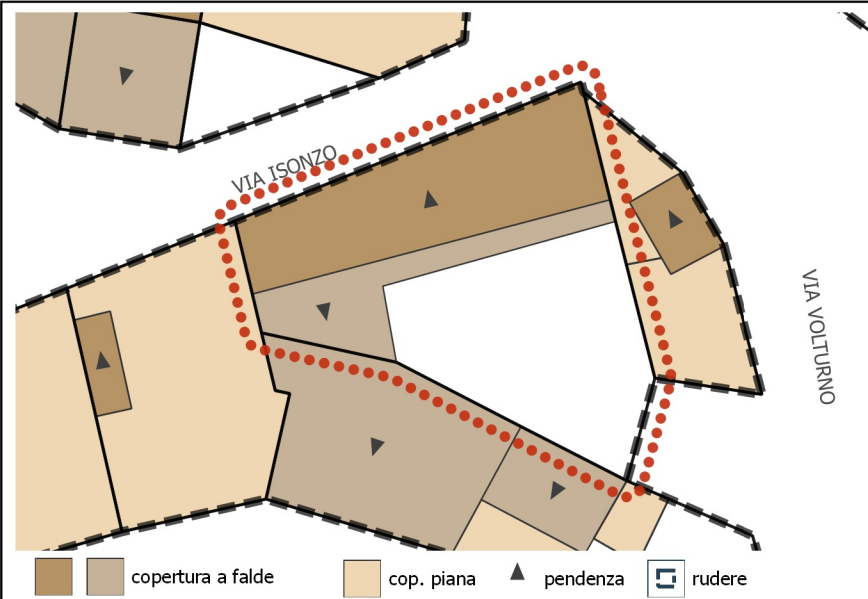 VIA ISONZO
VIA VOLTURNO
copertura a falde
cop. piana
pendenza
rudere